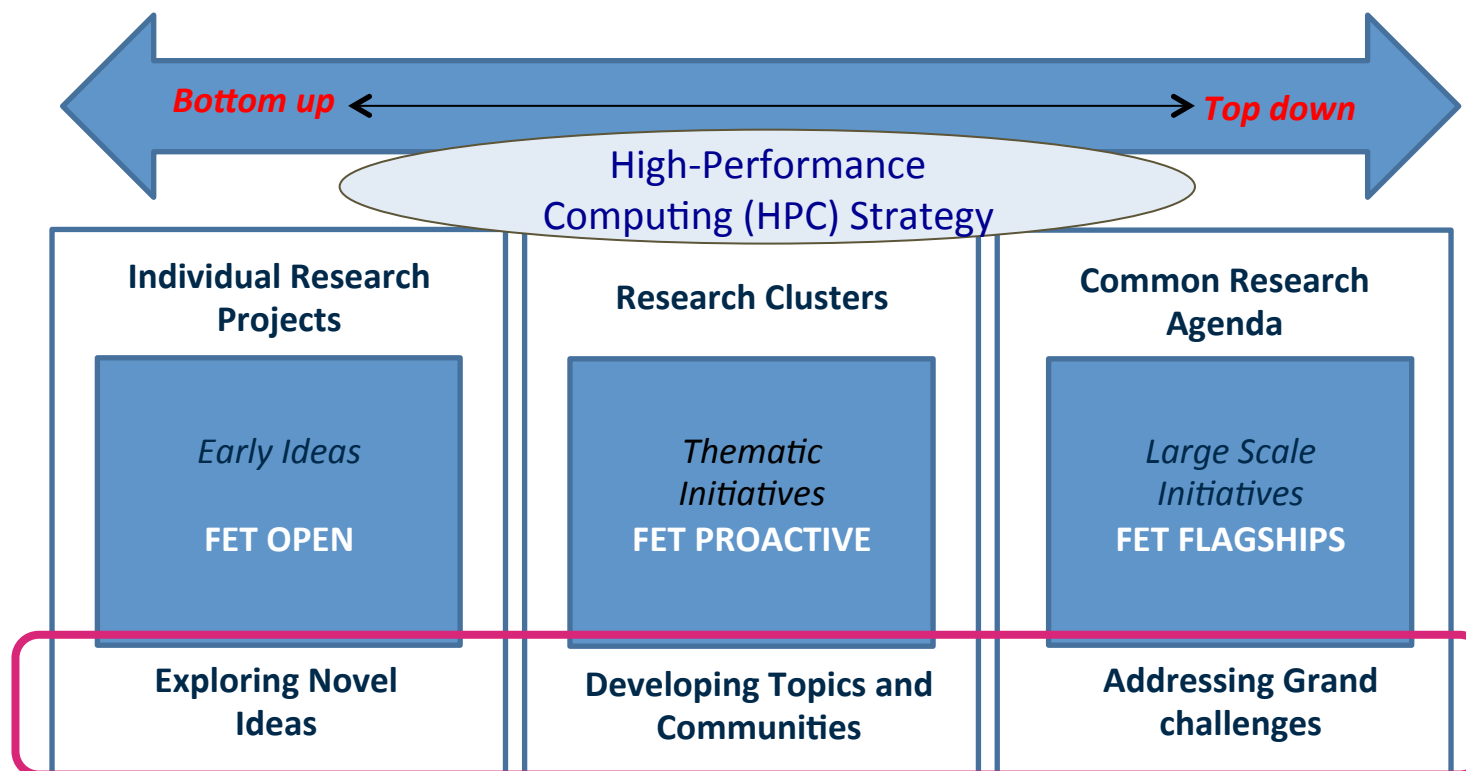 Bottom up
Top down
High-Performance
Computing (HPC) Strategy
Individual Research
Projects
Early Ideas
FET OPEN
Exploring Novel
Ideas
Research Clusters
Thematic
Initiatives
FET PROACTIVE
Developing Topics and
Communities
Common Research
Agenda
Large Scale
Initiatives
FET FLAGSHIPS
Addressing Grand
challenges